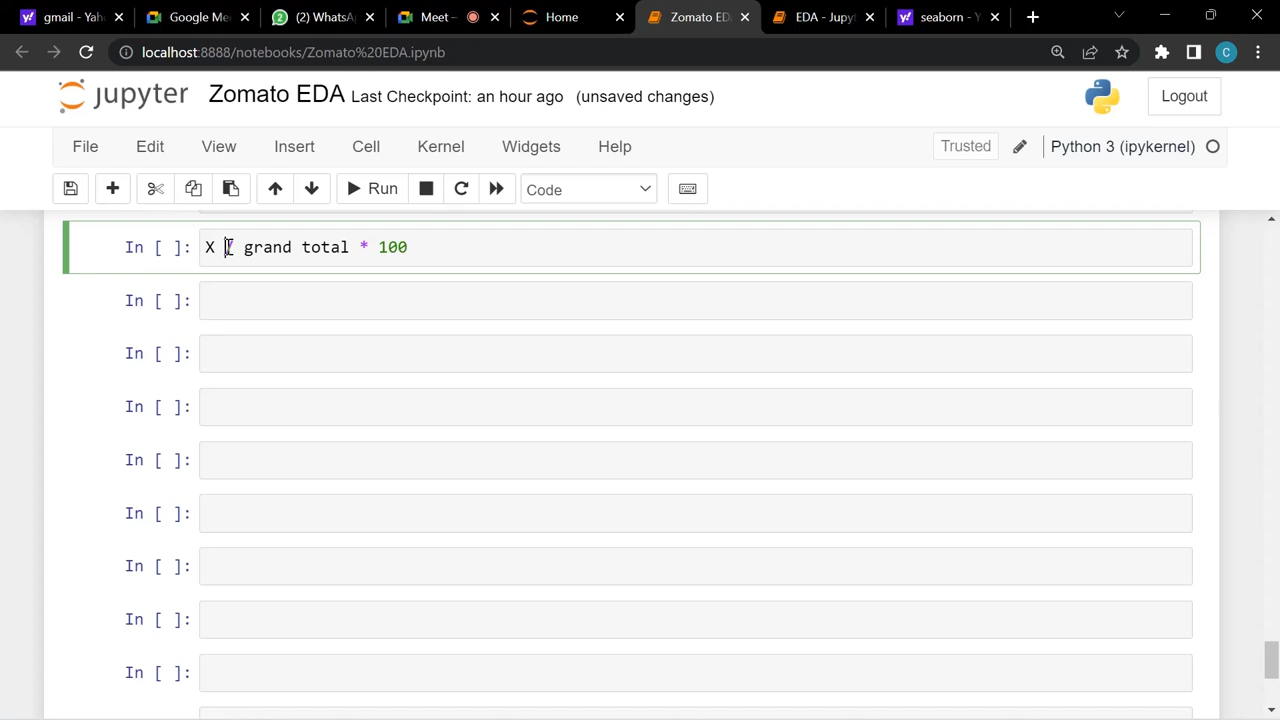 gmail - Yah
Google Me
(2) WhatsA
Meet –
Home
Zomato ED
EDA - Jupyt
seaborn - Y
localhost:8888/notebooks/Zomato%20EDA.ipynb
C
jupyter Zomato EDA Last Checkpoint: an hour ago (unsaved changes)
Logout
File Edit View Insert Cell Kernel Widgets Help
Trusted
Python 3 (ipykernel)
Run
Code
In [ ]: X / grand total * 100
In [ ]:
In [ ]:
In [ ]:
In [ ]:
In [ ]:
In [ ]:
In [ ]:
In [ ]: